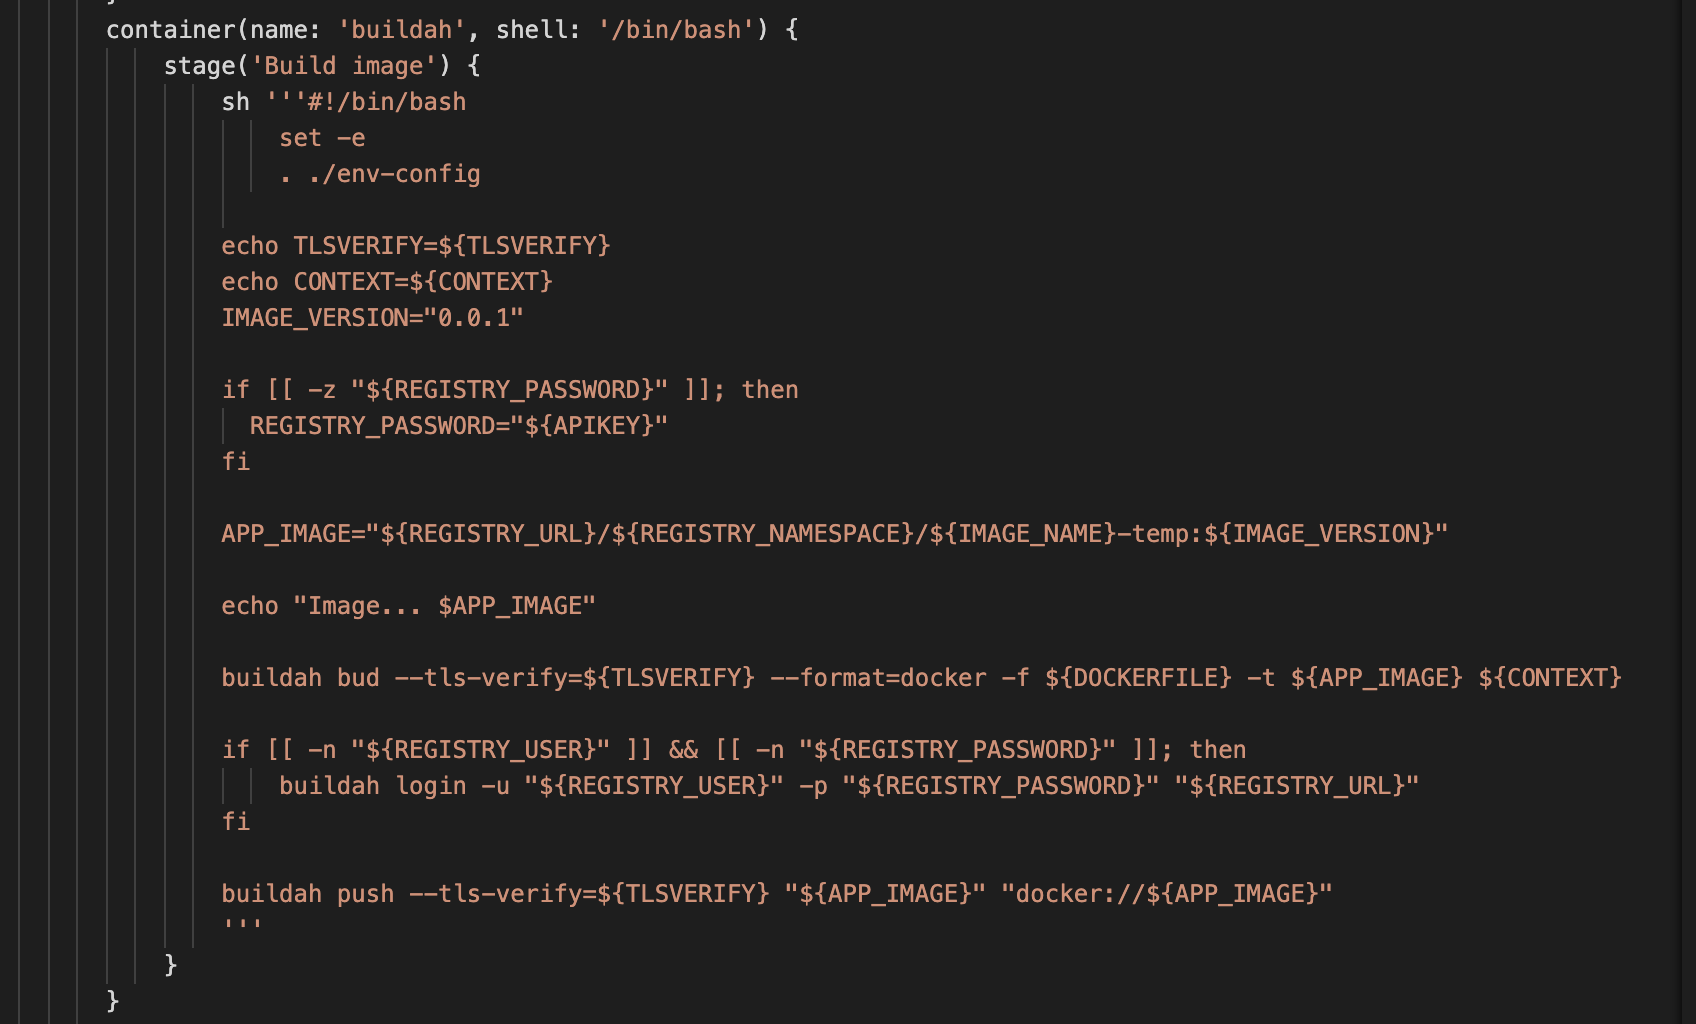 container(name: 'buildah', shell: '/bin/bash') {
stage('Build image') {
sh '''#!/bin/bash
set -e
. ./env-config
echo TLSVERIFY=${TLSVERIFY}
echo CONTEXT=${CONTEXT}
IMAGE_VERSION="0.0.1"
if [[ -z "${REGISTRY_PASSWORD}" ]]; then
REGISTRY_PASSWORD="${APIKEY}"
fi
APP_IMAGE="${REGISTRY_URL}/${REGISTRY_NAMESPACE}/${IMAGE_NAME}-temp:${IMAGE_VERSION}"
echo "Image... $APP_IMAGE"
buildah bud --tls-verify=${TLSVERIFY} --format=docker -f ${DOCKERFILE} -t ${APP_IMAGE} ${CONTEXT}
if [[ -n "${REGISTRY_USER}" ]] && [[ -n "${REGISTRY_PASSWORD}" ]]; then
buildah login -u "${REGISTRY_USER}" -p "${REGISTRY_PASSWORD}" "${REGISTRY_URL}"
fi
buildah push --tls-verify=${TLSVERIFY} "${APP_IMAGE}" "docker://${APP_IMAGE}"
'''
}
}